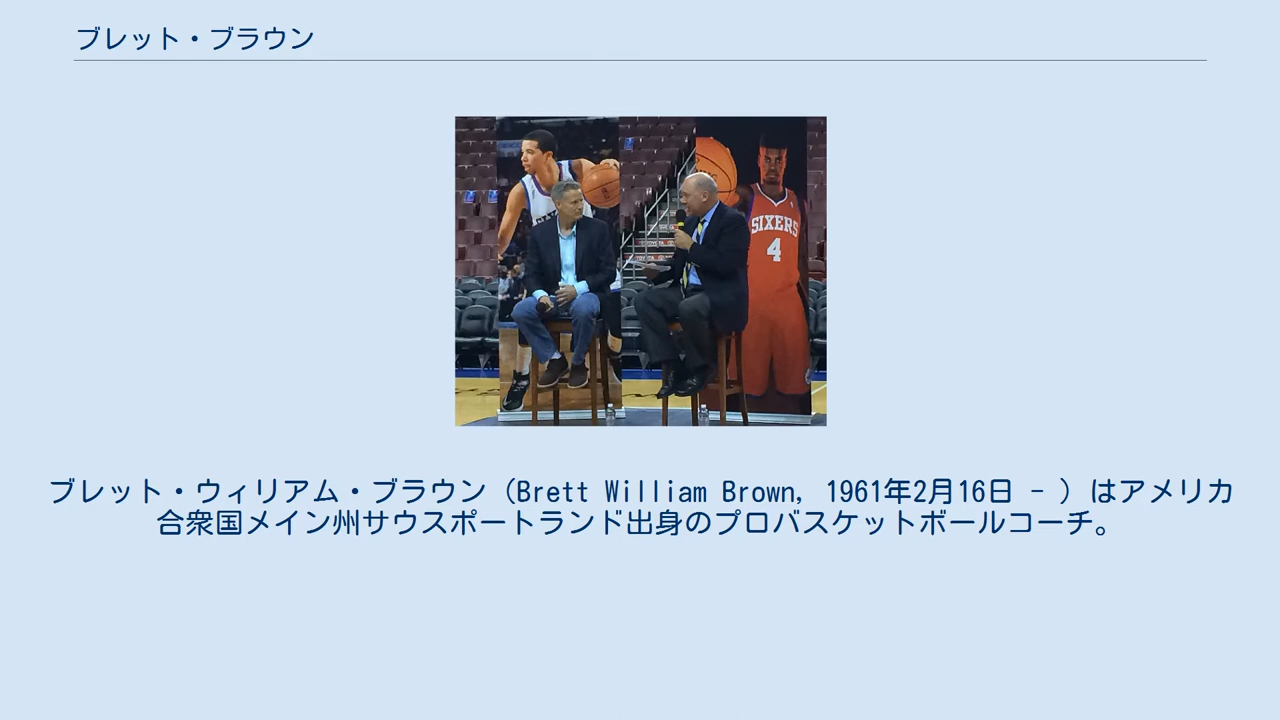 ブレット・ブラウン
SIXERS
4
ブレット・ウィリアム・ブラウン（Brett William Brown, 1961年2月16日 - ）はアメリカ
合衆国メイン州サウスポートランド出身のプロバスケットボールコーチ。